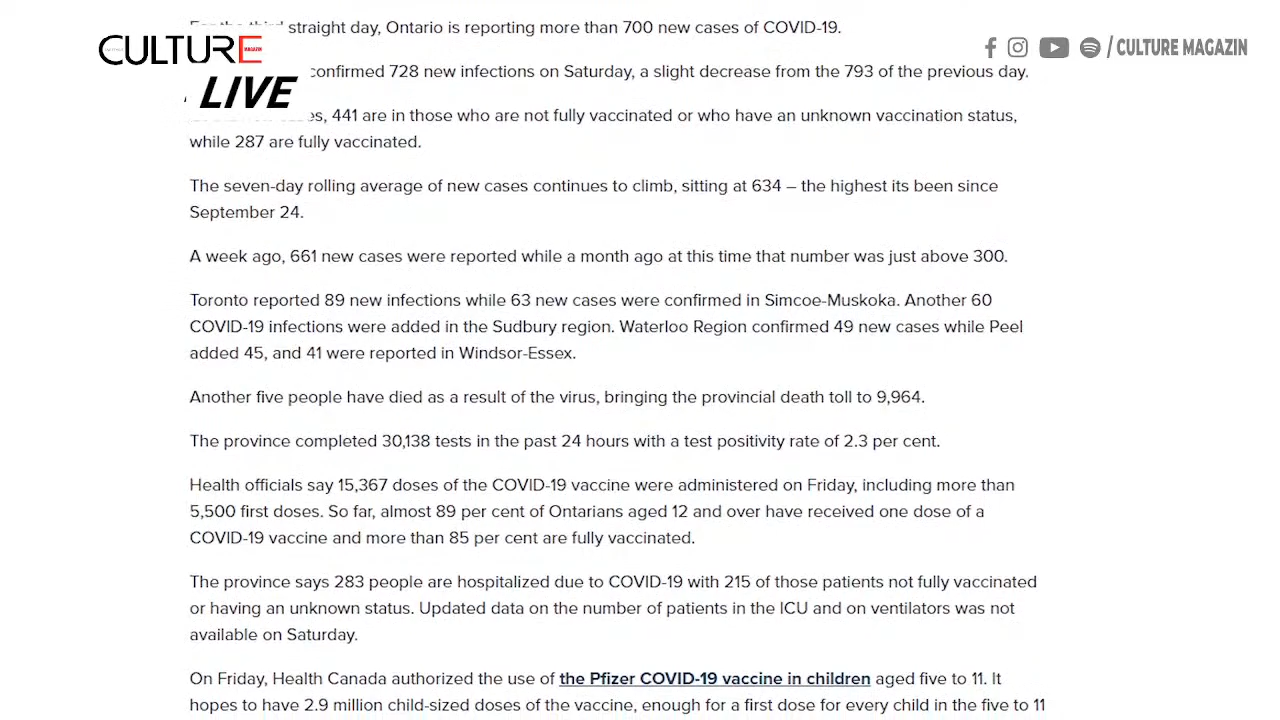 straight day, Ontario is reporting more than 700 new cases of COVID-19.
CULTURE
MAGAZIN
/ CULTURE MAGAZIN
confirmed 728 new infections on Saturday, a slight decrease from the 793 of the previous day.
LIVE
441 are in those who are not fully vaccinated or who have an unknown vaccination status,
while 287 are fully vaccinated.
The seven-day rolling average of new cases continues to climb, sitting at 634 – the highest its been since
September 24.
A week ago, 661 new cases were reported while a month ago at this time that number was just above 300.
Toronto reported 89 new infections while 63 new cases were confirmed in Simcoe-Muskoka. Another 60
COVID-19 infections were added in the Sudbury region. Waterloo Region confirmed 49 new cases while Peel
added 45, and 41 were reported in Windsor-Essex.
Another five people have died as a result of the virus, bringing the provincial death toll to 9,964.
The province completed 30,138 tests in the past 24 hours with a test positivity rate of 2.3 per cent.
Health officials say 15,367 doses of the COVID-19 vaccine were administered on Friday, including more than
5,500 first doses. So far, almost 89 per cent of Ontarians aged 12 and over have received one dose of a
COVID-19 vaccine and more than 85 per cent are fully vaccinated.
The province says 283 people are hospitalized due to COVID-19 with 215 of those patients not fully vaccinated
or having an unknown status. Updated data on the number of patients in the ICU and on ventilators was not
available on Saturday.
On Friday, Health Canada authorized the use of the Pfizer COVID-19 vaccine in children aged five to 11. It
hopes to have 2.9 million child-sized doses of the vaccine, enough for a first dose for every child in the five to 11